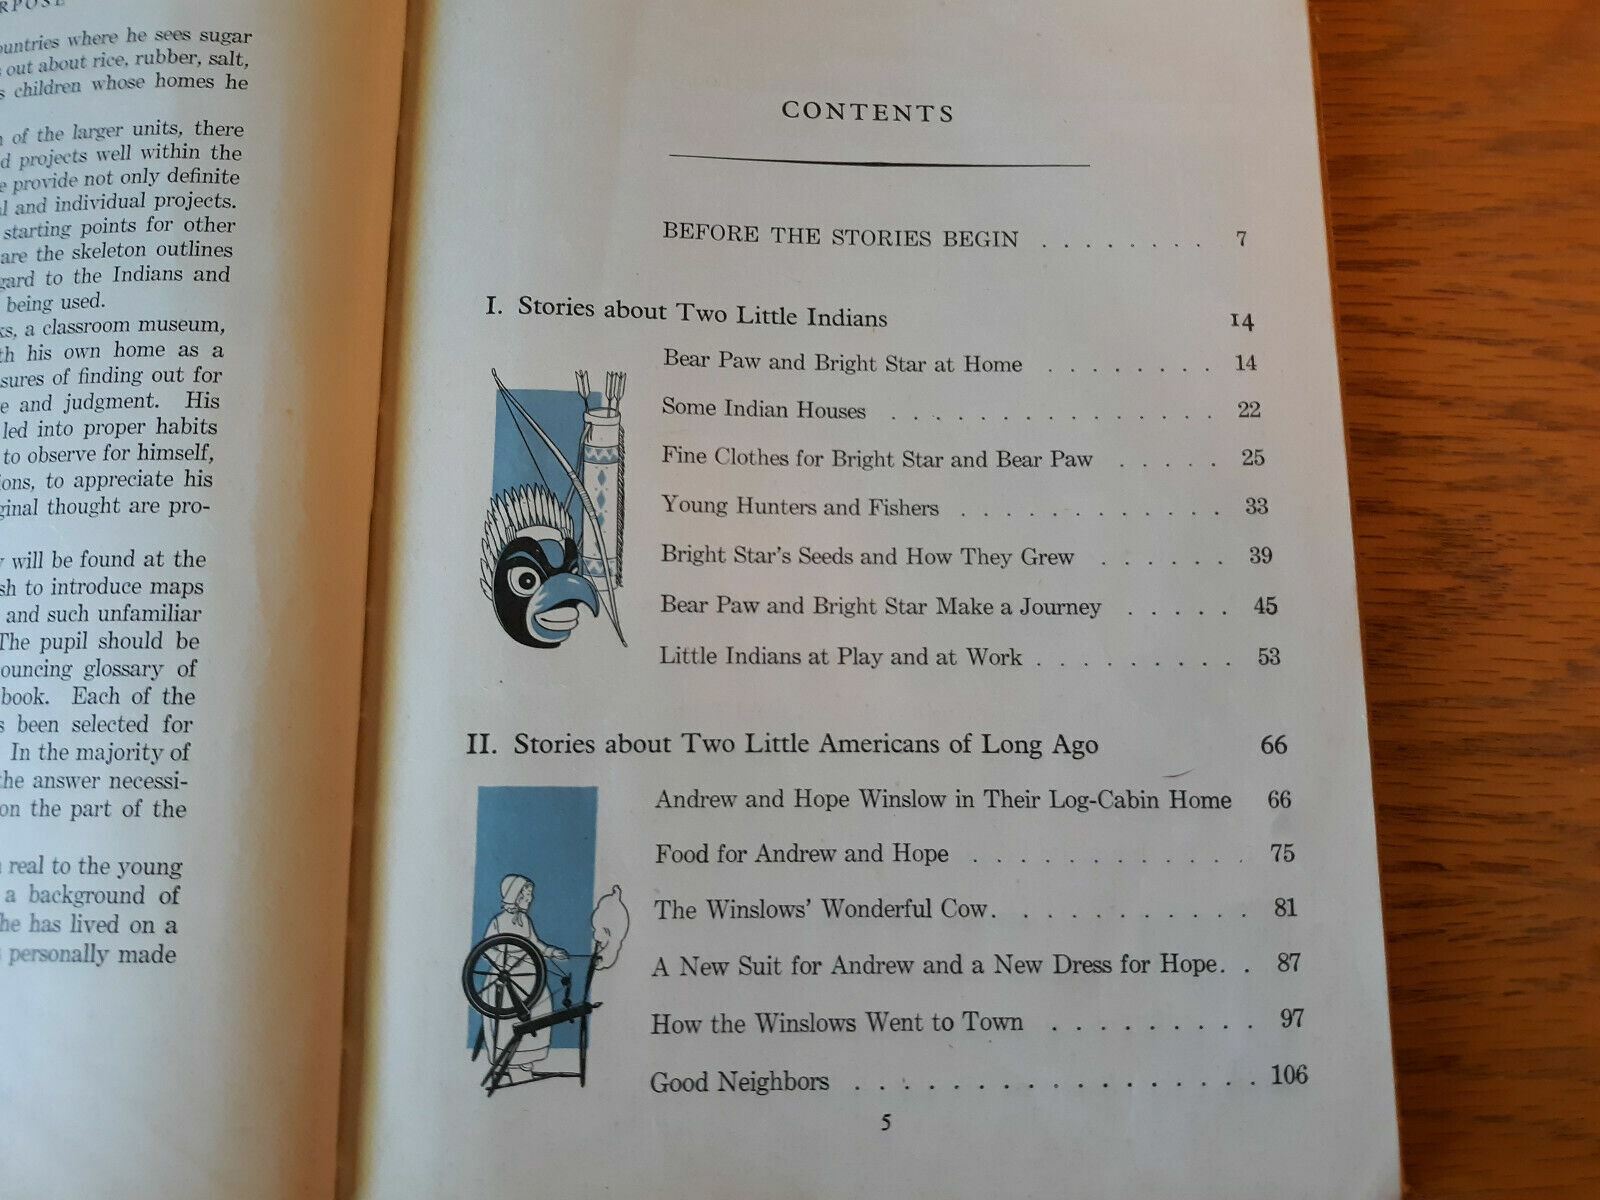 countries where he sees sugar
out about rice, rubber, salt,
children whose homes he
of the larger units, there
projects well within the
provide not only definite
and individual projects.
starting points for other
are the skeleton outlines
to the Indians and
being used.
a classroom museum,
his own home as a
of finding out for
and judgment. His
led into proper habits
to observe for himself,
to appreciate his
thought are pro-
will be found at the
to introduce maps
and such unfamiliar
The pupil should be
glossary of
book. Each of the
been selected for
In the majority of
the answer necessi-
on the part of the
real to the young
a background of
he has lived on a
personally made
CONTENTS
BEFORE THE STORIES BEGIN . . . . . . . . 7
I. Stories about Two Little Indians 14
Bear Paw and Bright Star at Home . . . . . . . . 14
Some Indian Houses . . . . . . . . . . . . . . 22
Fine Clothes for Bright Star and Bear Paw . . . . . 25
Young Hunters and Fishers . . . . . . . . . . . . 33
Bright Star's Seeds and How They Grew . . . . . . 39
Bear Paw and Bright Star Make a Journey . . . . . 45
Little Indians at Play and at Work . . . . . . . . . 53
II. Stories about Two Little Americans of Long Ago 66
Andrew and Hope Winslow in Their Log-Cabin Home 66
Food for Andrew and Hope . . . . . . . . . . . . 75
The Winslows' Wonderful Cow. . . . . . . . . . . 81
A New Suit for Andrew and a New Dress for Hope. . 87
How the Winslows Went to Town . . . . . . . . . 97
Good Neighbors . . . . . . . . . . . . . . . . . 106
5